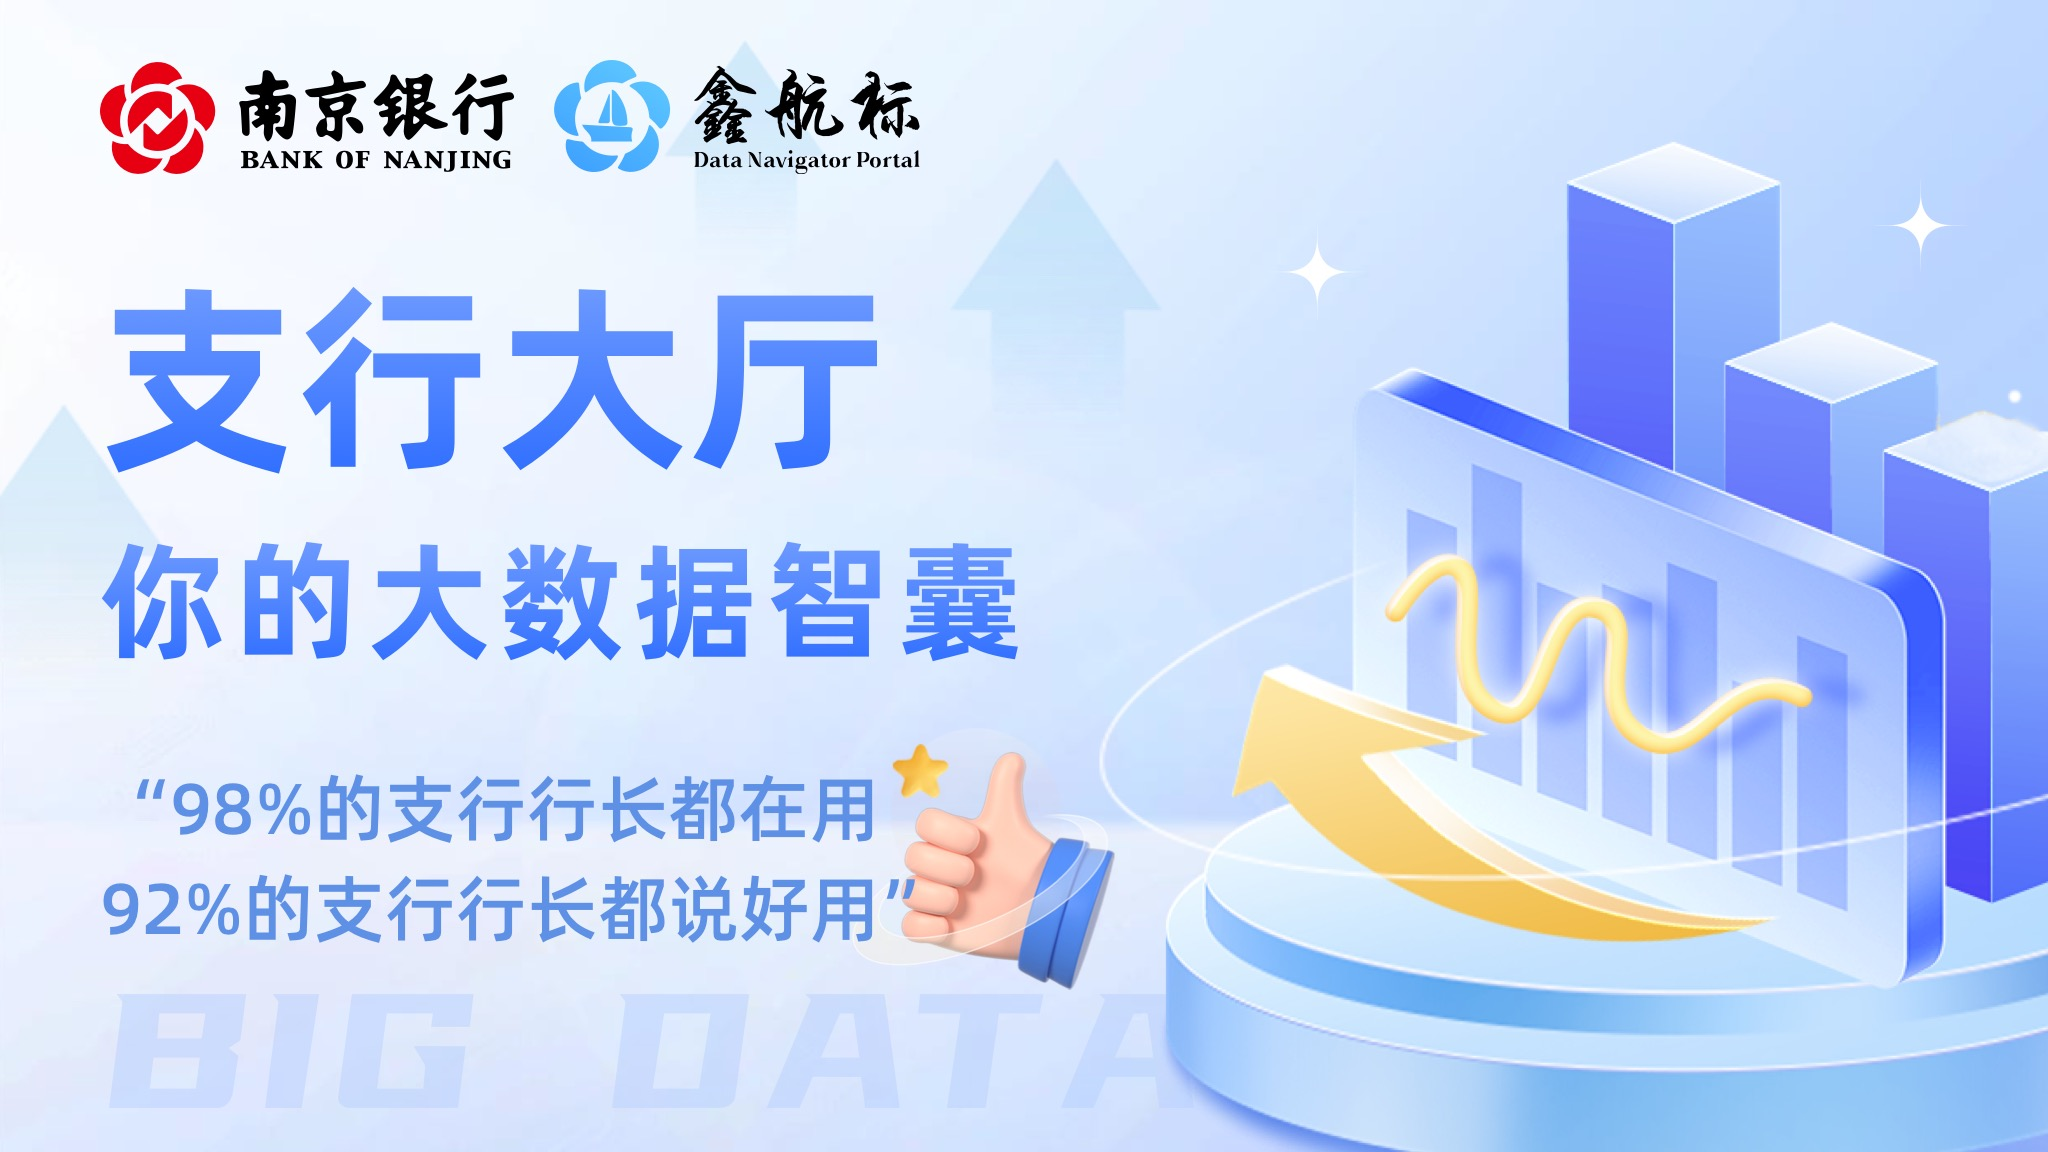 南京银行
BANK OF NANJING
鑫航标
Data Navigator Portal
支行大厅
你的大数据智囊
“98%的支行行长都在用
92%的支行行长都说好用”
BIG DATA